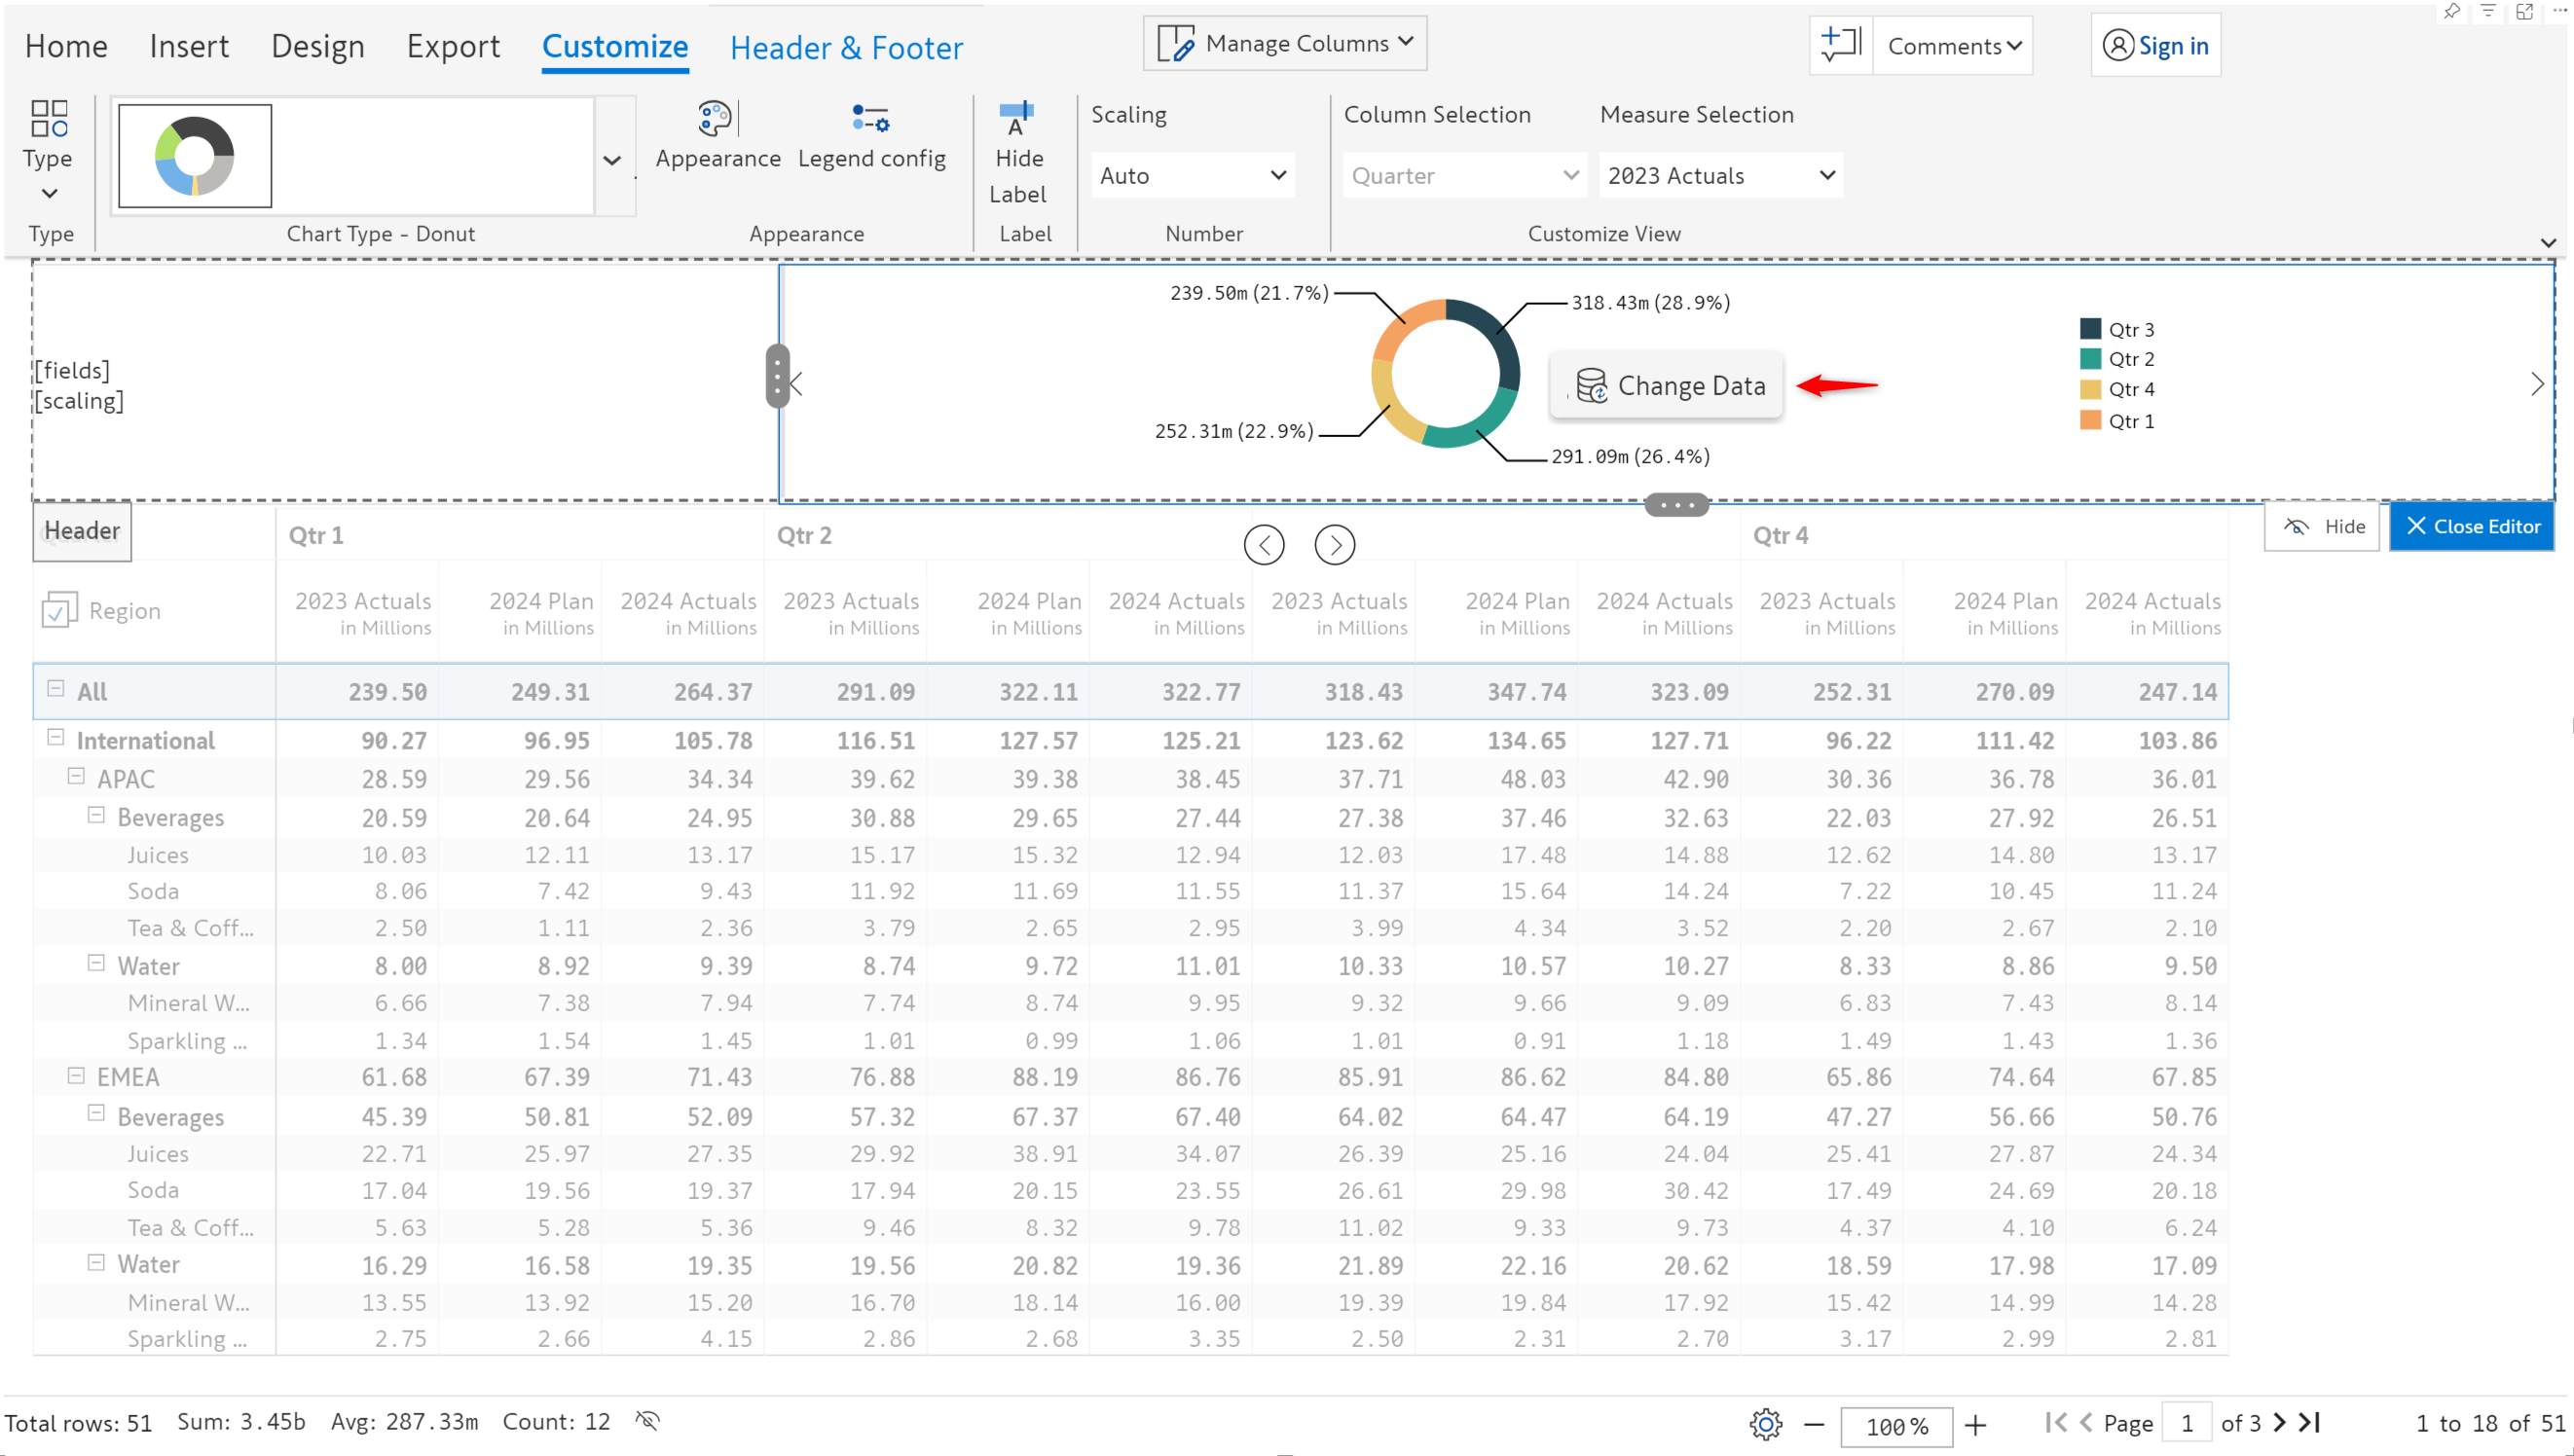 Home Insert Design Export Customize Header & Footer Manage Columns Comments Sign in
Type Appearance Legend config Hide Label Scaling Auto Column Selection Quarter Measure Selection 2023 Actuals
Type Chart Type - Donut Appearance Label Number Customize View
239.50m (21.7%) 318.43m (28.9%)
Qtr 3
Qtr 2
[fields]
[scaling]
Change Data
Qtr 4
Qtr 1
252.31m (22.9%)
291.09m (26.4%)
Header Qtr 1 Qtr 2 Qtr 4 Hide Close Editor
Region 2023 Actuals 2024 Plan 2024 Actuals 2023 Actuals 2024 Plan 2024 Actuals 2023 Actuals 2024 Plan 2024 Actuals 2023 Actuals 2024 Plan 2024 Actuals
in Millions in Millions in Millions in Millions in Millions in Millions in Millions in Millions in Millions in Millions in Millions in Millions
All 239.50 249.31 264.37 291.09 322.11 322.77 318.43 347.74 323.09 252.31 270.09 247.14
International 90.27 96.95 105.78 116.51 127.57 125.21 123.62 134.65 127.71 96.22 111.42 103.86
APAC 28.59 29.56 34.34 39.62 39.38 38.45 37.71 48.03 42.90 30.36 36.78 36.01
Beverages 20.59 20.64 24.95 30.88 29.65 27.44 27.38 37.46 32.63 22.03 27.92 26.51
Juices 10.03 12.11 13.17 15.17 15.32 12.94 12.03 17.48 14.88 12.62 14.80 13.17
Soda 8.06 7.42 9.43 11.92 11.69 11.55 11.37 15.64 14.24 7.22 10.45 11.24
Tea & Coff... 2.50 1.11 2.36 3.79 2.65 2.95 3.99 4.34 3.52 2.20 2.67 2.10
Water 8.00 8.92 9.39 8.74 9.72 11.01 10.33 10.57 10.27 8.33 8.86 9.50
Mineral W... 6.66 7.38 7.94 7.74 8.74 9.95 9.32 9.66 9.09 6.83 7.43 8.14
Sparkling ... 1.34 1.54 1.45 1.01 0.99 1.06 1.01 0.91 1.18 1.49 1.43 1.36
EMEA 61.68 67.39 71.43 76.88 88.19 86.76 85.91 86.62 84.80 65.86 74.64 67.85
Beverages 45.39 50.81 52.09 57.32 67.37 67.40 64.02 64.47 64.19 47.27 56.66 50.76
Juices 22.71 25.97 27.35 29.92 38.91 34.07 26.39 25.16 24.04 25.41 27.87 24.34
Soda 17.04 19.56 19.37 17.94 20.15 23.55 26.61 29.98 30.42 17.49 24.69 20.18
Tea & Coff... 5.63 5.28 5.36 9.46 8.32 9.78 11.02 9.33 9.73 4.37 4.10 6.24
Water 16.29 16.58 19.35 19.56 20.82 19.36 21.89 22.16 20.62 18.59 17.98 17.09
Mineral W... 13.55 13.92 15.20 16.70 18.14 16.00 19.39 19.84 17.92 15.42 14.99 14.28
Sparkling ... 2.75 2.66 4.15 2.86 2.68 3.35 2.50 2.31 2.70 3.17 2.99 2.81
Total rows: 51 Sum: 3.45b Avg: 287.33m Count: 12 100 % Page 1 of 3 1 to 18 of 51